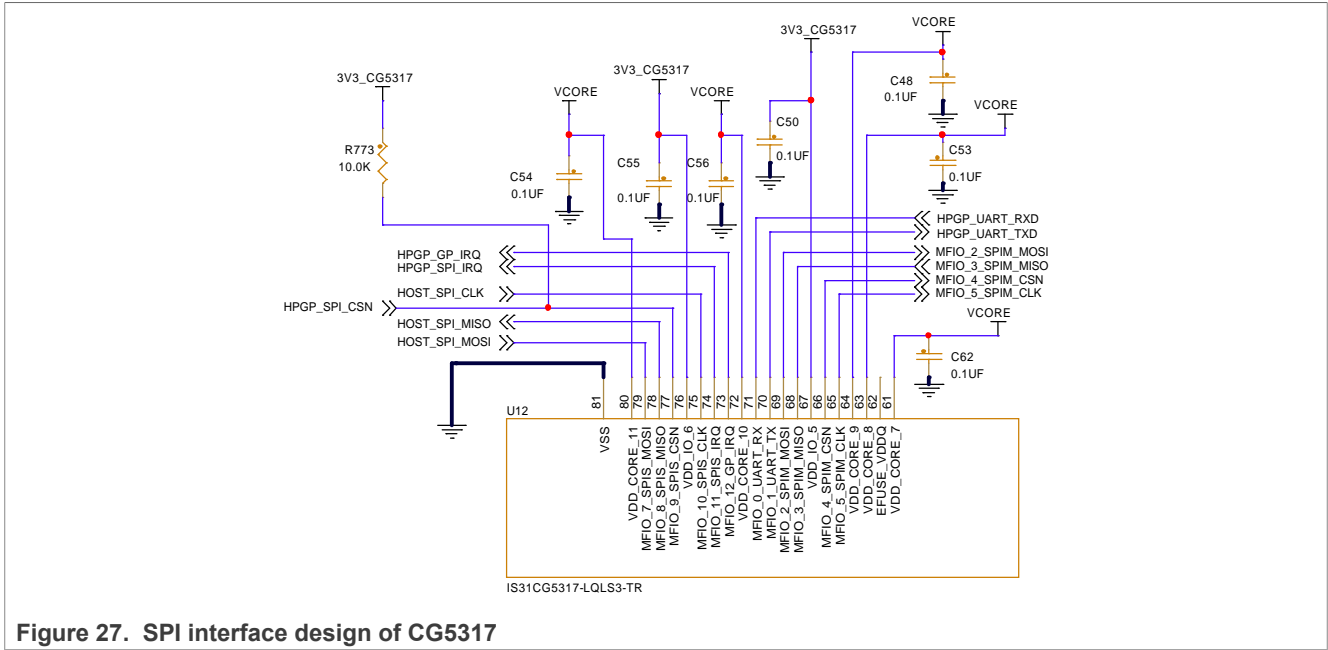 VCORE
3V3_CG5317
3V3_CG5317
3V3_CG5317
VCORE
VCORE
C48
0.1UF
VCORE
C50
0.1UF
R773
10.0K
C54
0.1UF
C55
0.1UF
C56
0.1UF
C53
0.1UF
HPGP_UART_RXD
HPGP_UART_TXD
HPGP_GP_IRQ
HPGP_SPI_IRQ
MFIO_2_SPIM_MOSI
MFIO_3_SPIM_MISO
MFIO_4_SPIM_CSN
MFIO_5_SPIM_CLK
HOST_SPI_CLK
HPGP_SPI_CSN
HOST_SPI_MISO
HOST_SPI_MOSI
VCORE
C62
0.1UF
81
80
79
78
77
76
75
74
73
72
71
70
69
68
67
66
65
64
63
62
61
U12
VSS
VDD_CORE_11
MFIO_7_SPIS_MOSI
MFIO_8_SPIS_MISO
MFIO_9_SPIS_CSN
VDD_IO_6
MFIO_10_SPIS_CLK
MFIO_11_SPIS_IRQ
MFIO_12_GP_IRQ
VDD_CORE_10
MFIO_0_UART_RX
MFIO_1_UART_TX
MFIO_2_SPIM_MOSI
MFIO_3_SPIM_MISO
VDD_IO_5
MFIO_4_SPIM_CSN
MFIO_5_SPIM_CLK
VDD_CORE_9
VDD_CORE_8
EFUSE_VDDQ
VDD_CORE_7
IS31CG5317-LQLS3-TR
Figure 27. SPI interface design of CG5317